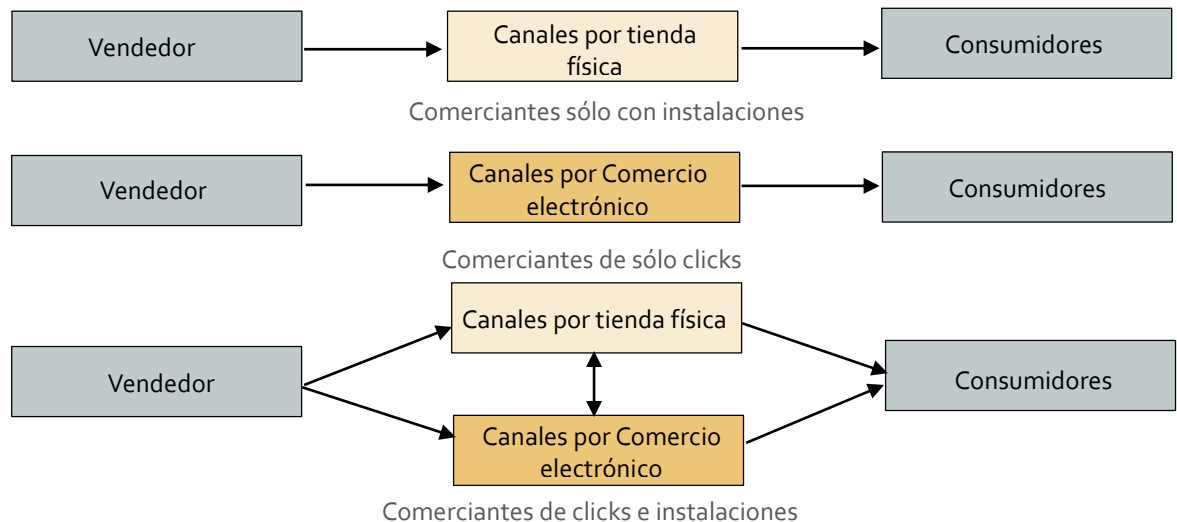 Vendedor
Canales por tienda
física
Consumidores
Comerciantes sólo con instalaciones
Vendedor
Canales por Comercio
electrónico
Consumidores
Comerciantes de sólo clicks
Canales por tienda física
Vendedor
Consumidores
Canales por Comercio
electrónico
Comerciantes de clicks e instalaciones